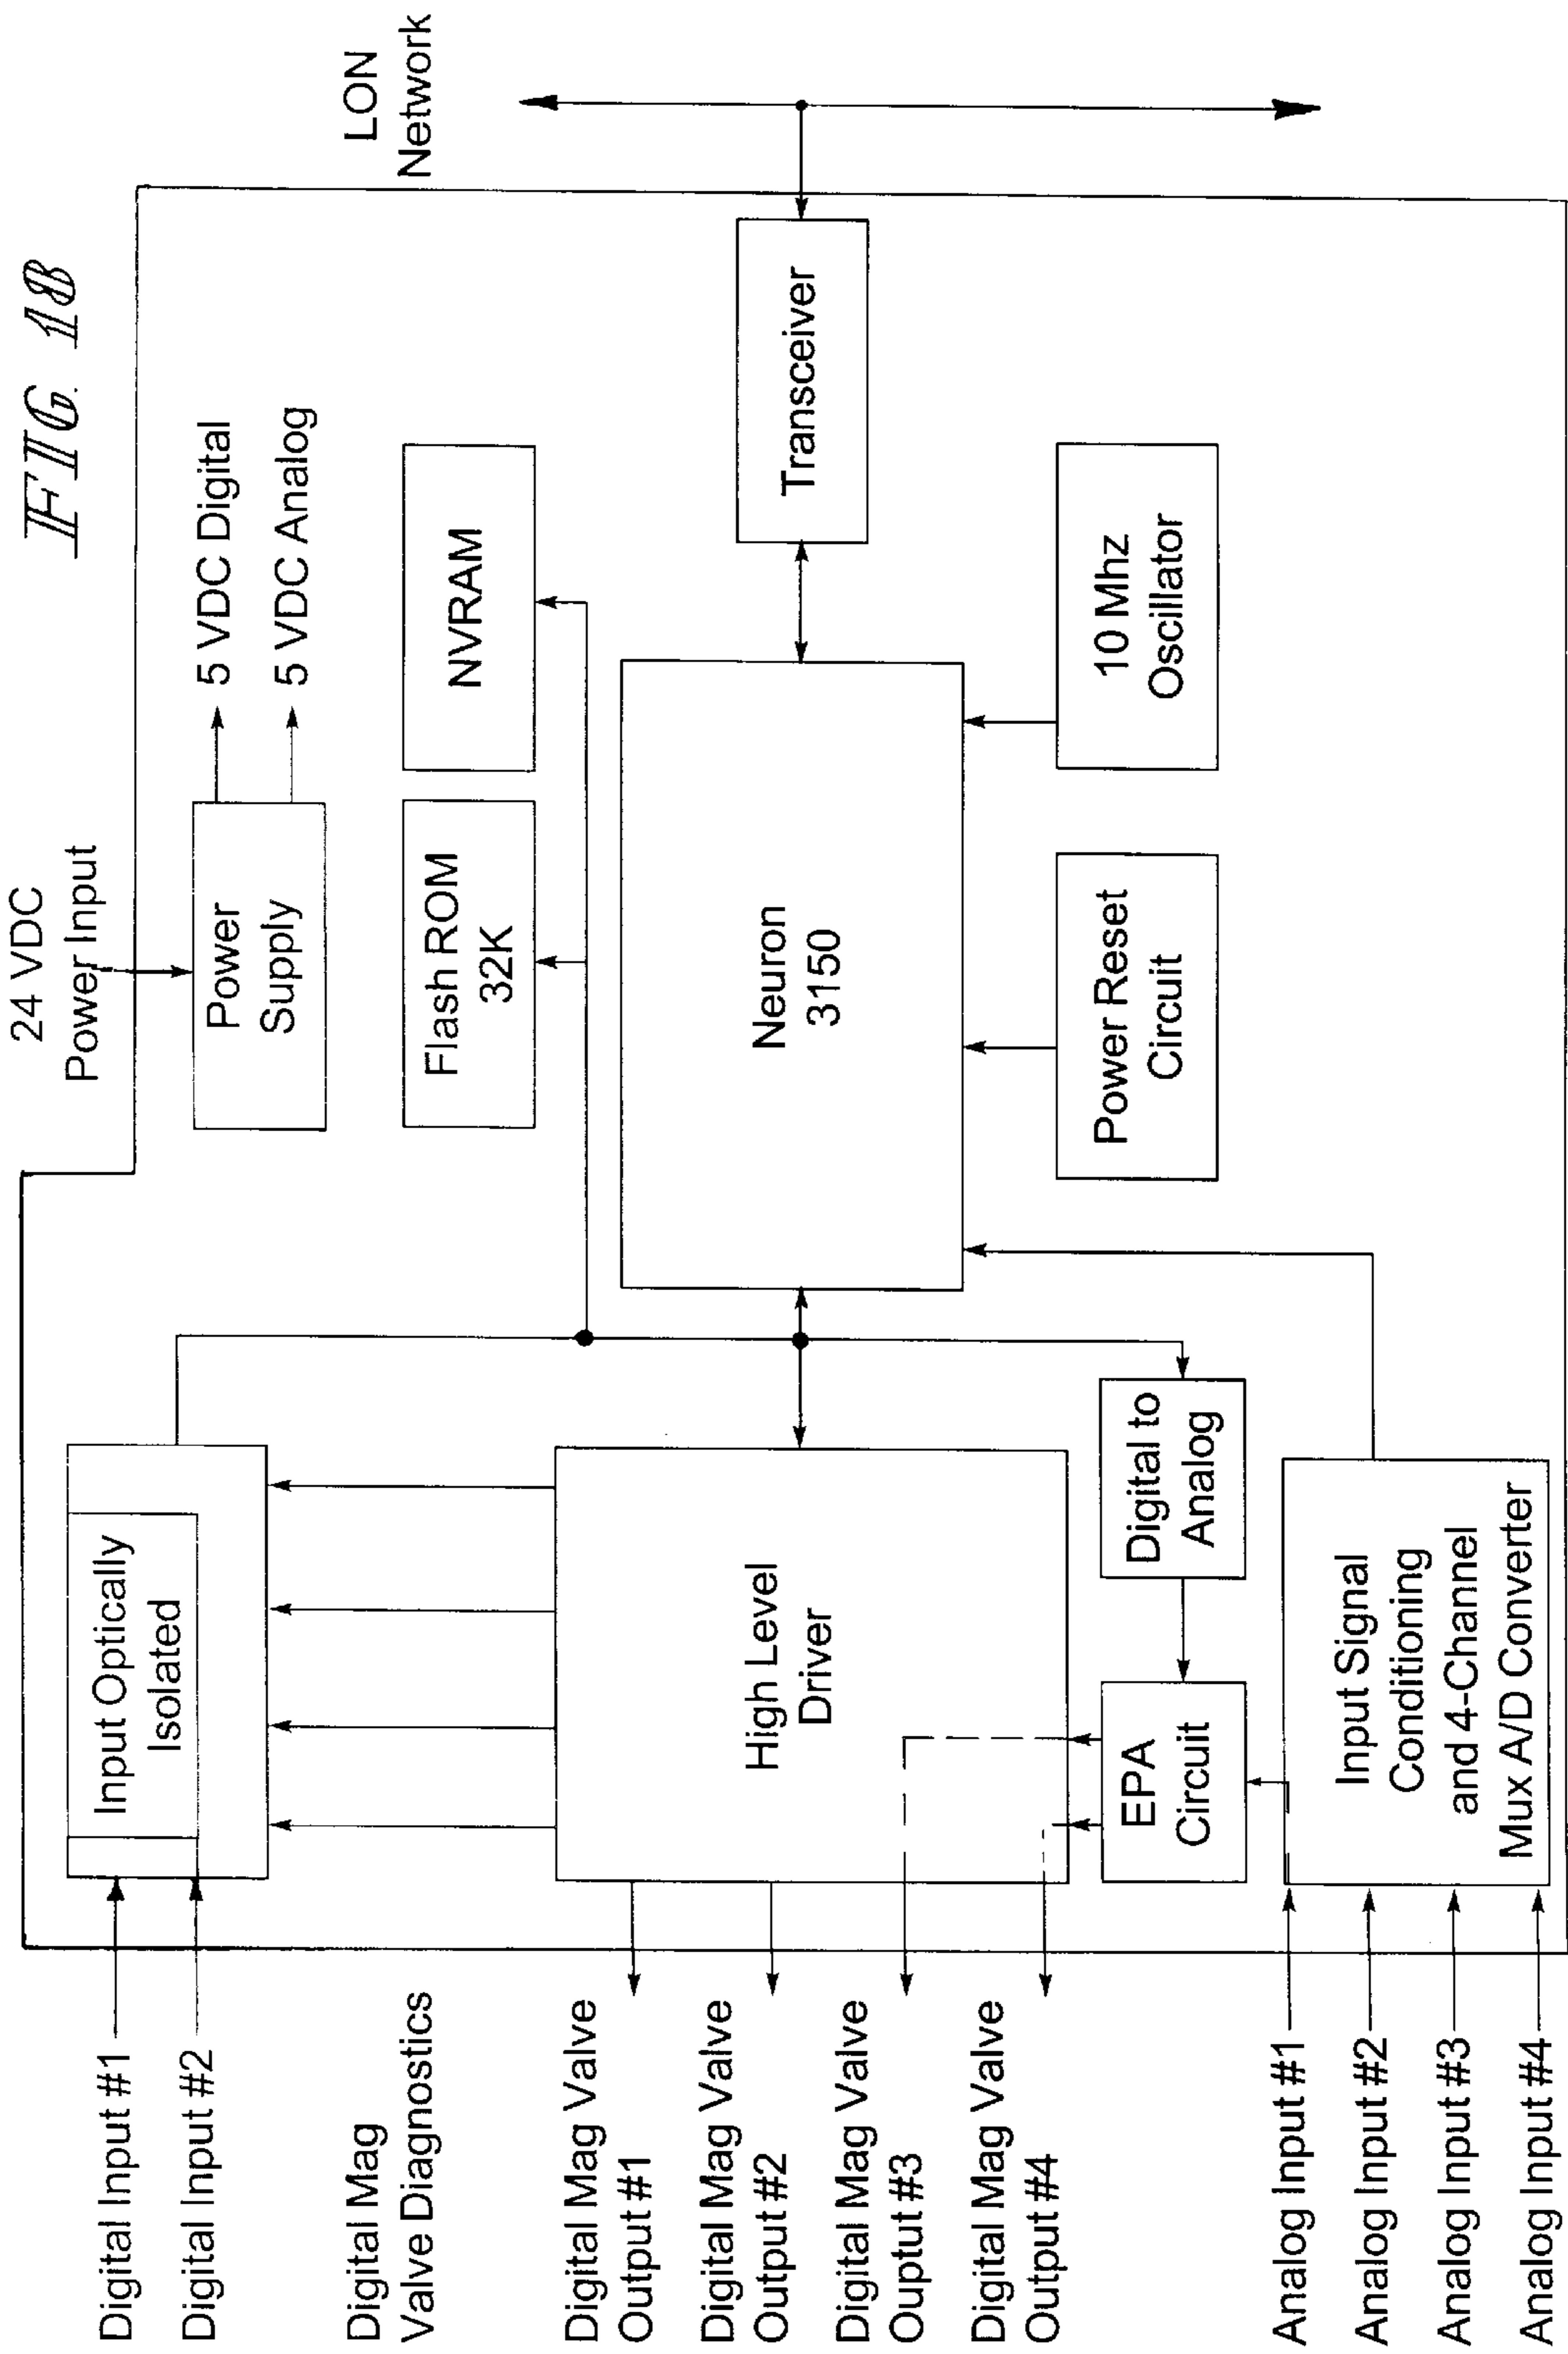 FIG. 1B
24 VDC
Power Input
LON
Network
Power
Supply
5 VDC Digital
5 VDC Analog
Flash ROM
32K
NVRAM
Neuron
3150
Transceiver
Power Reset
Circuit
10 Mhz
Oscillator
Input Optically
Isolated
High Level
Driver
Digital to
Analog
EPA
Circuit
Input Signal
Conditioning
and 4-Channel
Mux A/D Converter
Digital Input #1
Digital Input #2
Digital Mag
Valve Diagnostics
Digital Mag Valve
Output #1
Digital Mag Valve
Output #2
Digital Mag Valve
Ouptut #3
Digital Mag Valve
Output #4
Analog Input #1
Analog Input #2
Analog Input #3
Analog Input #4